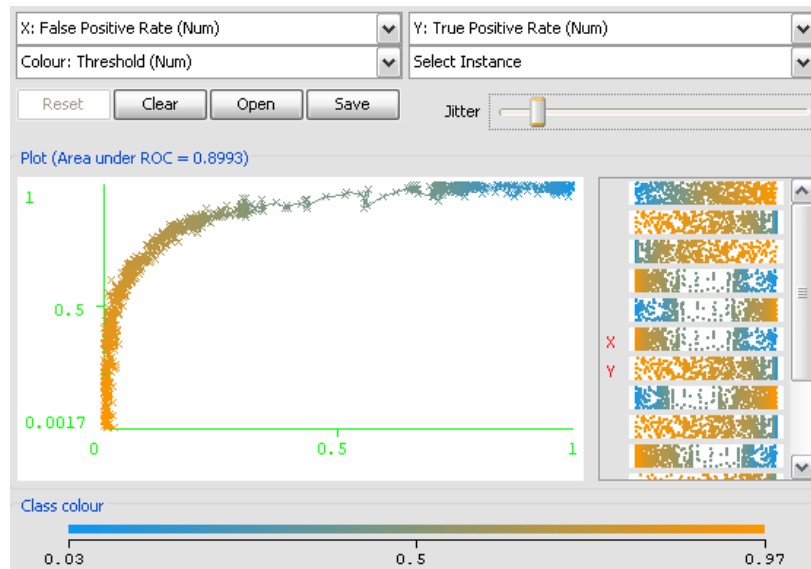 X: False Positive Rate (Num)
Y: True Positive Rate (Num)
Colour: Threshold (Num)
Select Instance
Reset
Clear
Open
Save
Jitter
Plot (Area under ROC = 0.8993)
1
0.5
0.0017
0
0.5
1
X
Y
Class colour
0.03
0.5
0.97